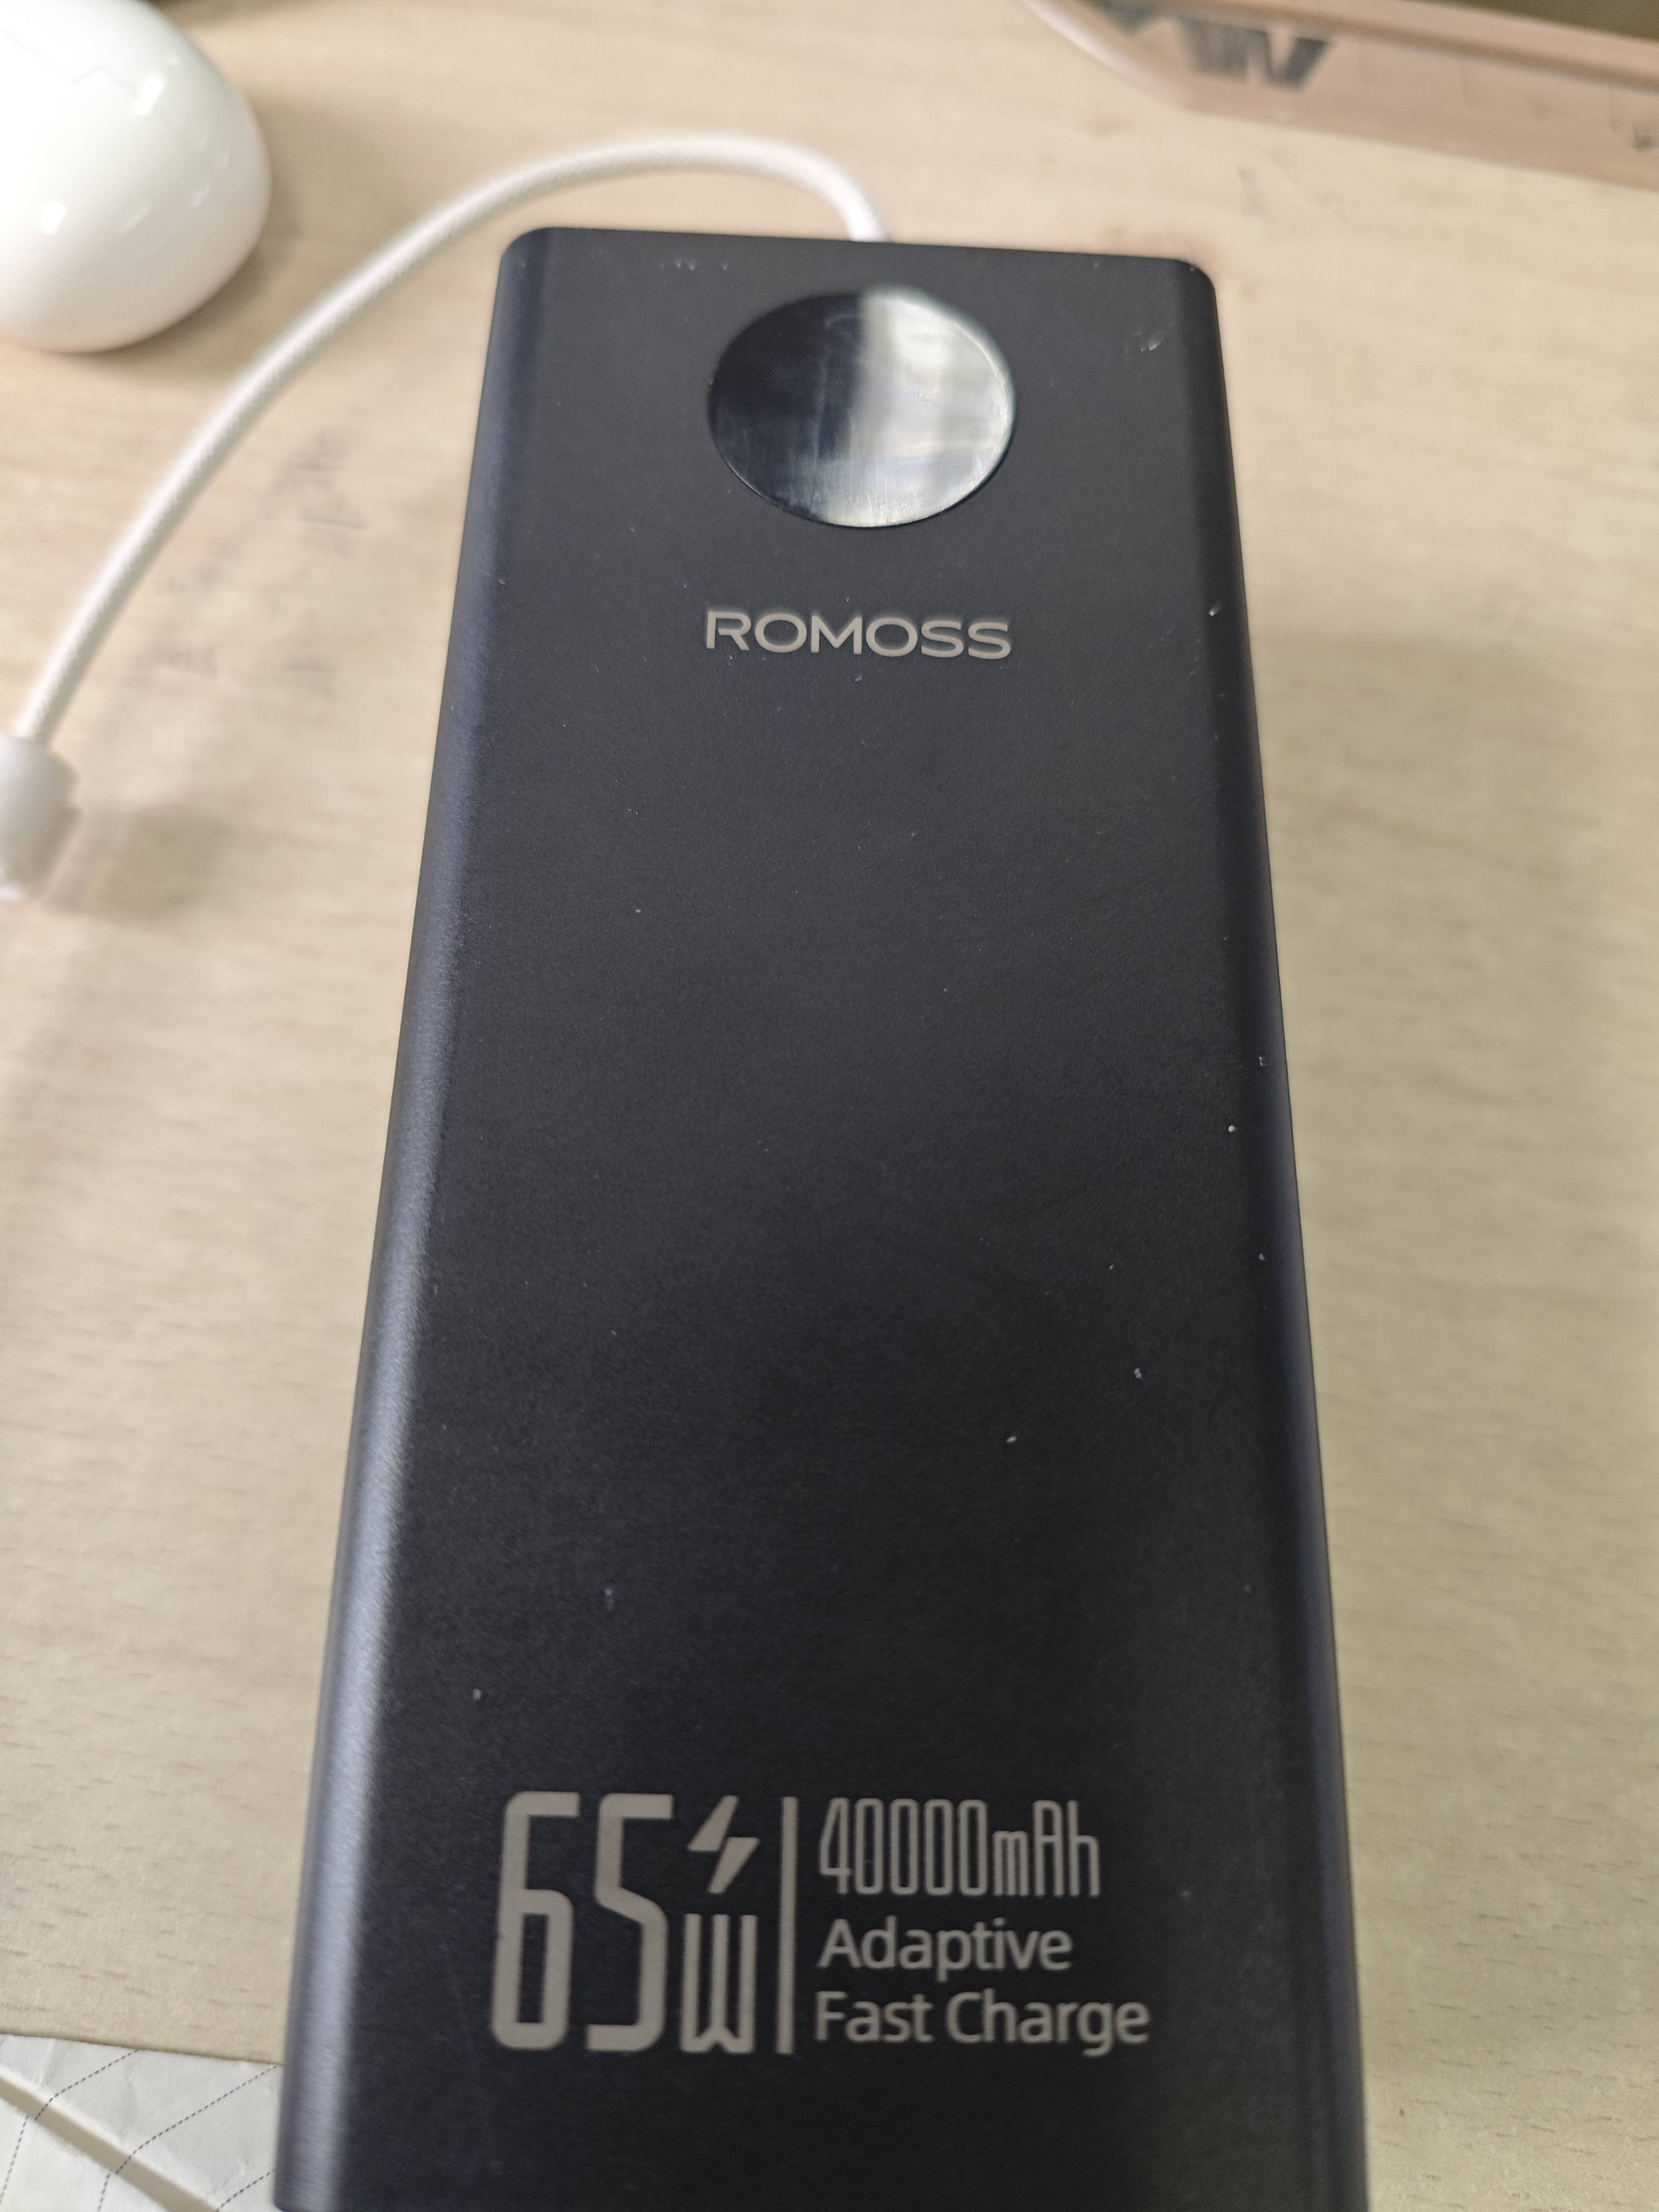 ROMOSS
65W
40000mAh
Adaptive
Fast Charge